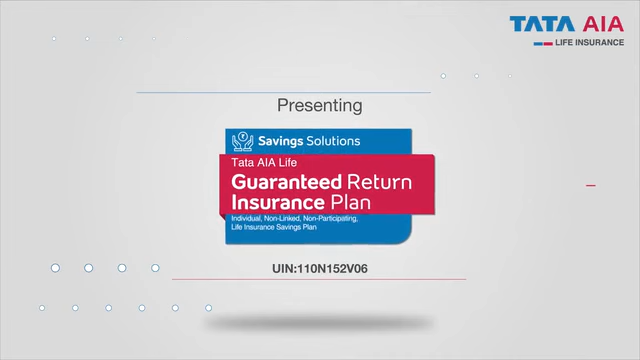 TATA AIA
LIFE INSURANCE
Presenting
Savings Solutions
Tata AIA Life
Guaranteed Return
Insurance Plan
Individual, Non-Linked, Non-Participating,
Life Insurance Savings Plan
UIN:110N152V06